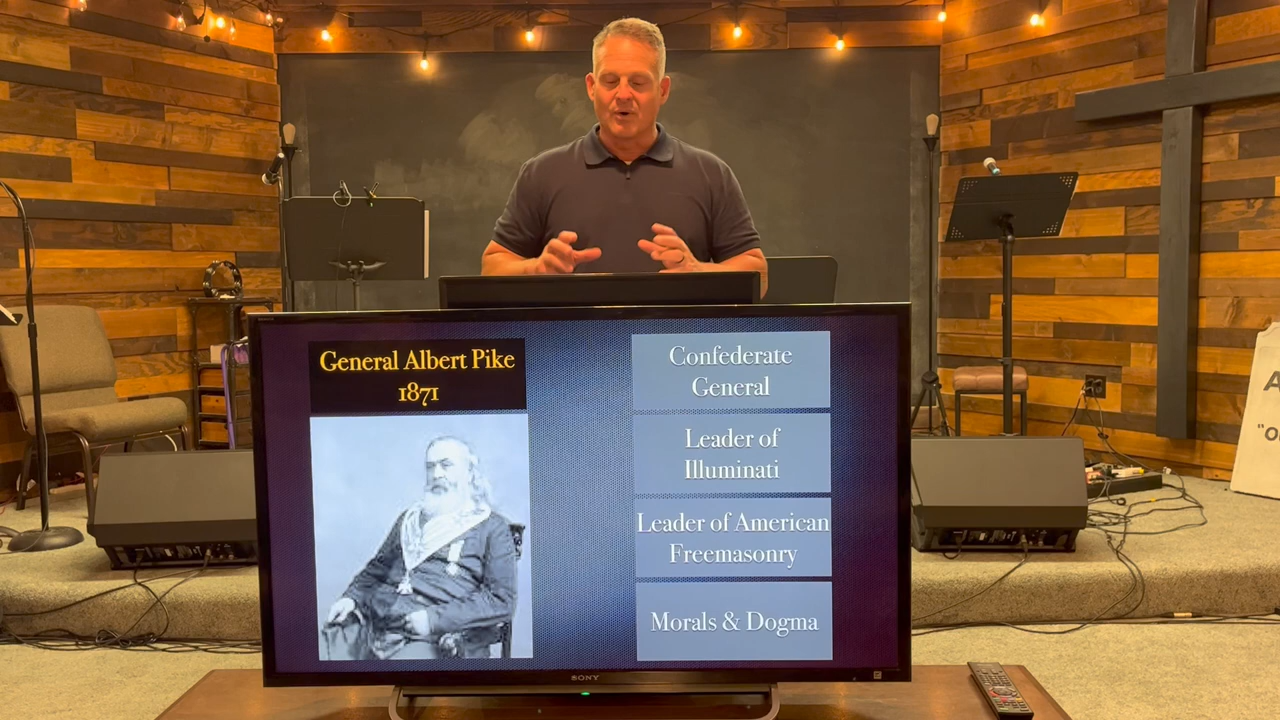 General Albert Pike
1871
Confederate
General
Leader of
Illuminati
Leader of American
Freemasonry
Morals & Dogma
SONY